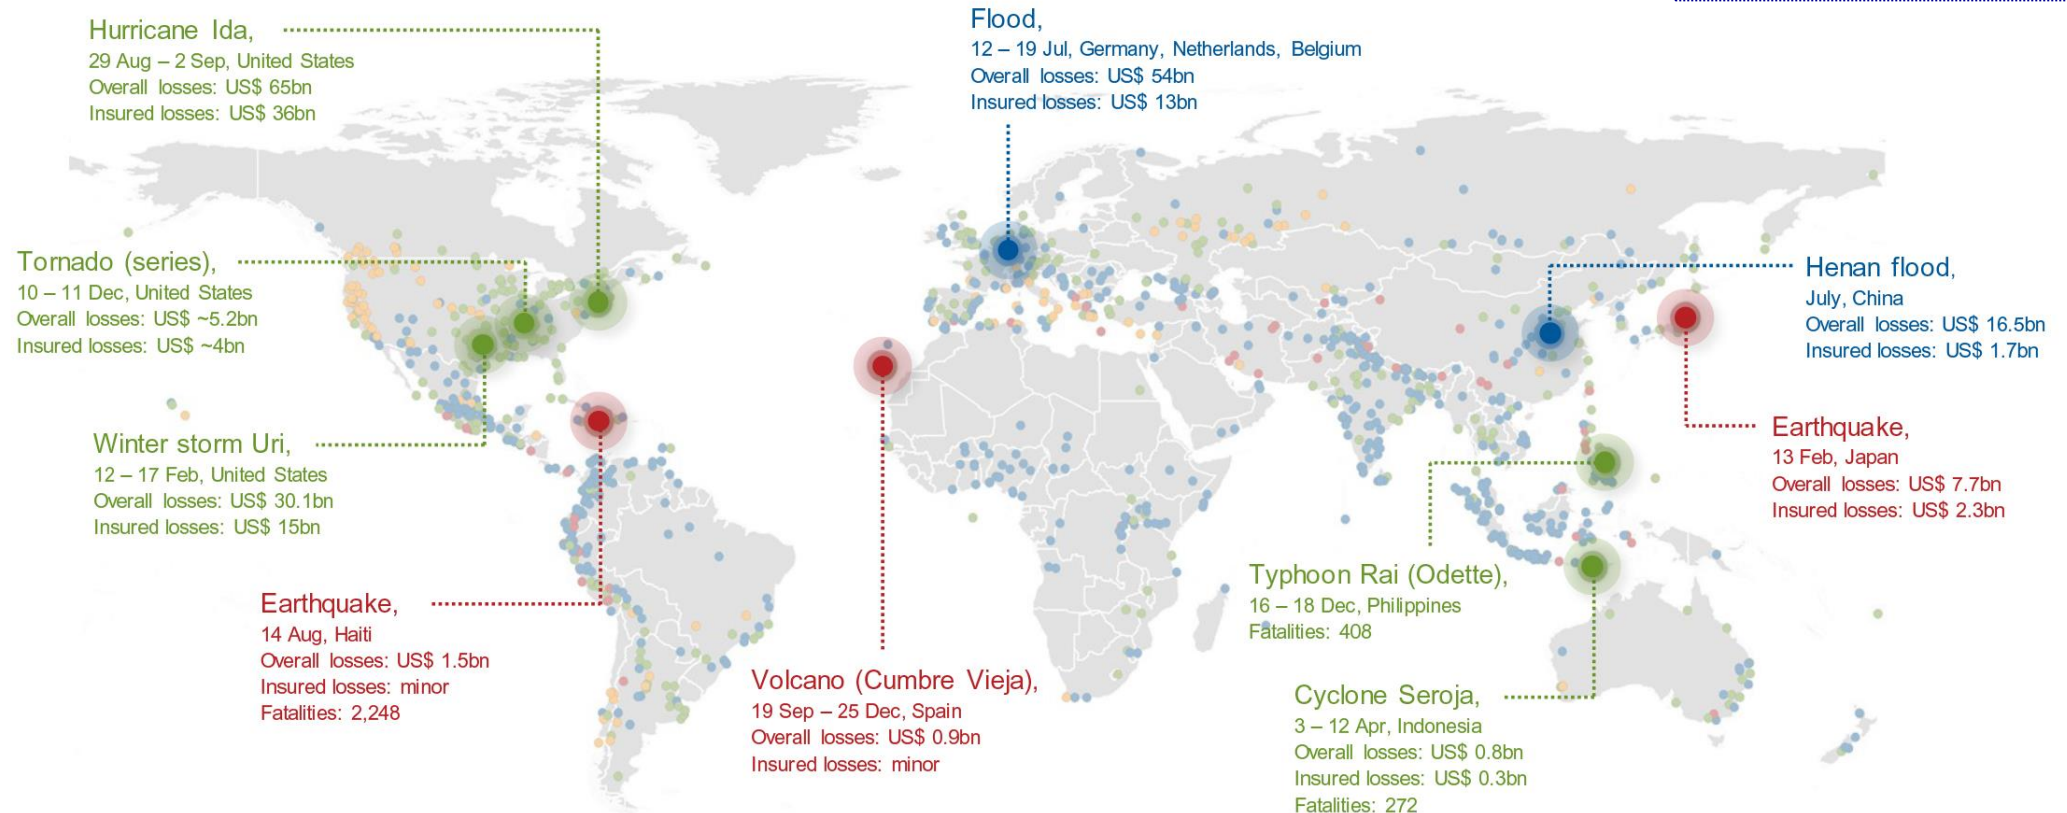 Hurricane Ida,
29 Aug – 2 Sep, United States
Overall losses: US$ 65bn
Insured losses: US$ 36bn
Flood,
12 – 19 Jul, Germany, Netherlands, Belgium
Overall losses: US$ 54bn
Insured losses: US$ 13bn
Tornado (series),
10 – 11 Dec, United States
Overall losses: US$ ~5.2bn
Insured losses: US$ ~4bn
Henan flood,
July, China
Overall losses: US$ 16.5bn
Insured losses: US$ 1.7bn
Winter storm Uri,
12 – 17 Feb, United States
Overall losses: US$ 30.1bn
Insured losses: US$ 15bn
Earthquake,
13 Feb, Japan
Overall losses: US$ 7.7bn
Insured losses: US$ 2.3bn
Earthquake,
14 Aug, Haiti
Overall losses: US$ 1.5bn
Insured losses: minor
Fatalities: 2,248
Volcano (Cumbre Vieja),
19 Sep – 25 Dec, Spain
Overall losses: US$ 0.9bn
Insured losses: minor
Typhoon Rai (Odette),
16 – 18 Dec, Philippines
Fatalities: 408
Cyclone Seroja,
3 – 12 Apr, Indonesia
Overall losses: US$ 0.8bn
Insured losses: US$ 0.3bn
Fatalities: 272